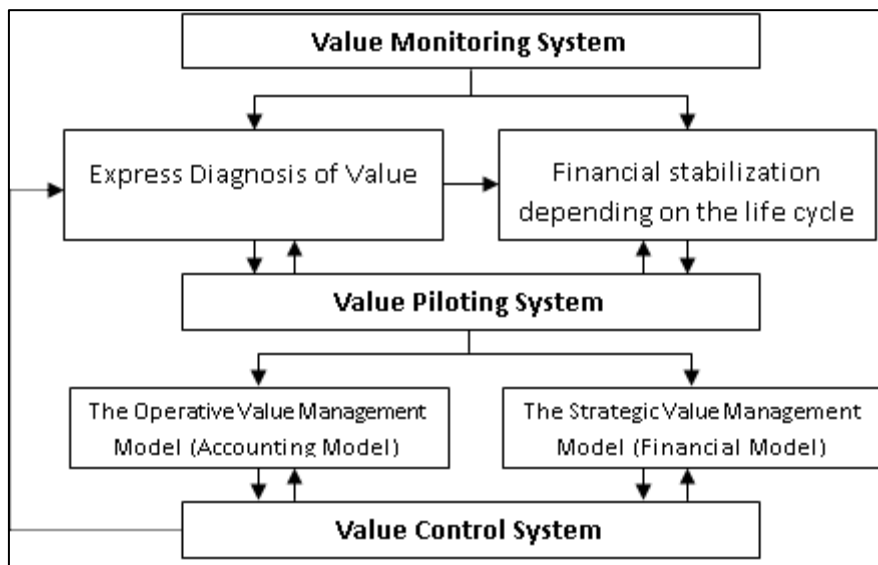 Value Monitoring System
Express Diagnosis of Value
Financial stabilization
depending on the life cycle
Value Piloting System
The Operative Value Management
Model (Accounting Model)
The Strategic Value Management
Model (Financial Model)
Value Control System